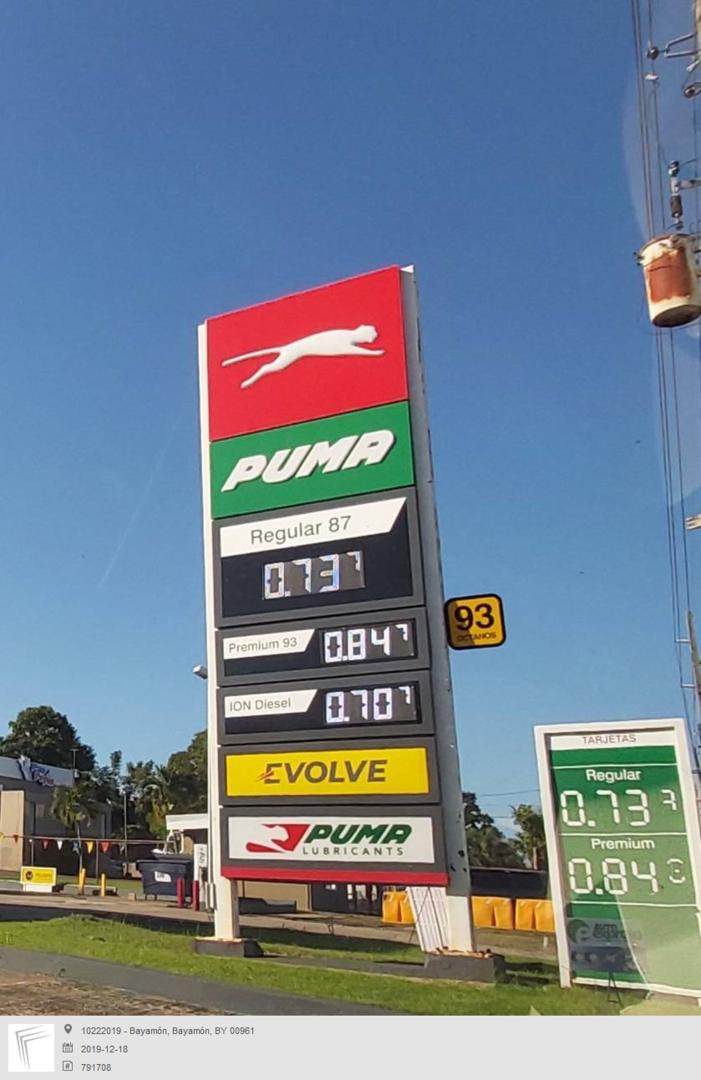 PUMA
Regular 87
0.737
Premium 93
0.847
ION Diesel
0.707
EVOLVE
PUMA
LUBRICANTS
93
OCTANOS
TARJETAS
Regular
0.73
Premium
0.84
10222019 - Bayamón, Bayamón, BY 00961
2019-12-18
791708